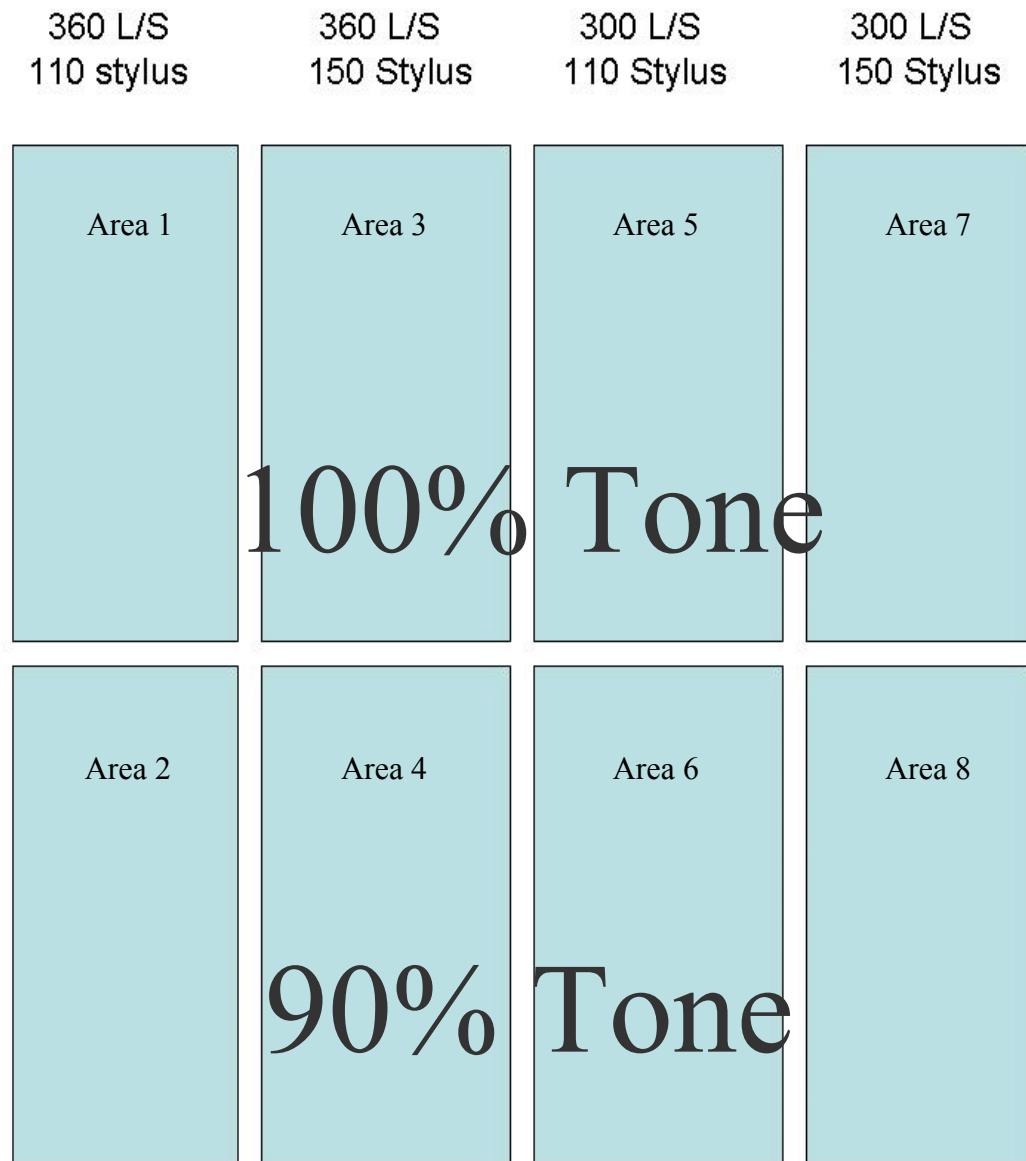 360 L/S 360 L/S 300 L/S 300 L/S
110 stylus 150 Stylus 110 Stylus 150 Stylus
Area 1 Area 3 Area 5 Area 7
100% Tone
Area 2 Area 4 Area 6 Area 8
90% Tone